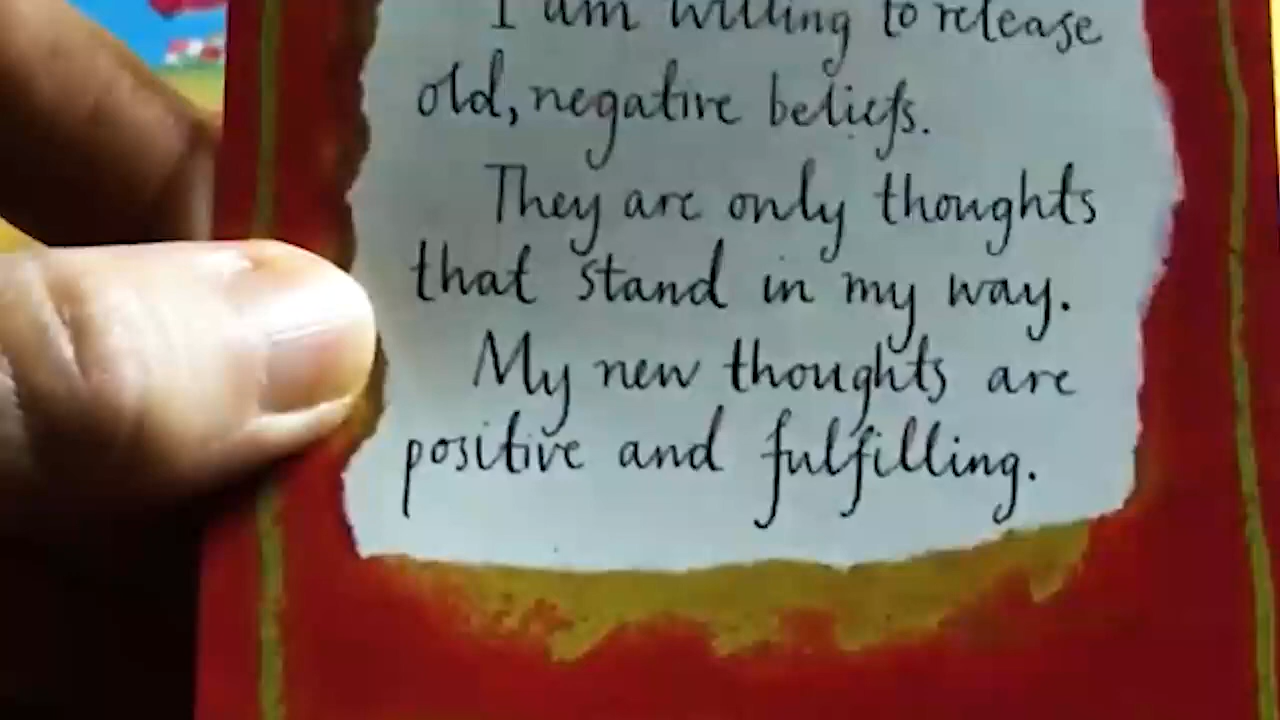 I am willing to release
old, negative beliefs.
They are only thoughts
that stand in my way.
My new thoughts are
positive and fulfilling.